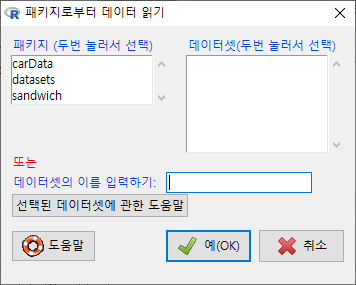 패키지로부터 데이터 읽기
패키지 (두번 눌러서 선택)
데이터셋(두번 눌러서 선택)
carData
datasets
sandwich
또는
데이터셋의 이름 입력하기:
선택된 데이터셋에 관한 도움말
도움말
예(OK)
취소